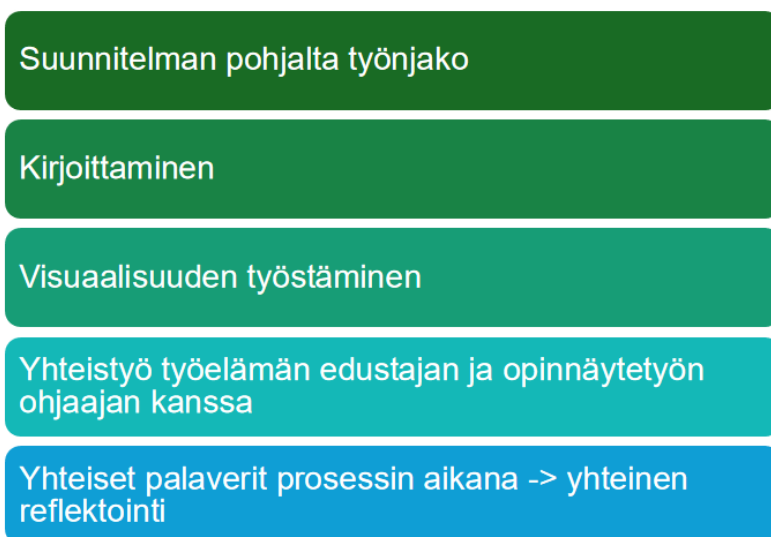 Suunnitelman pohjalta työnjako
Kirjoittaminen
Visuaalisuuden työstäminen
Yhteistyö työelämän edustajan ja opinnäytetyön
ohjaajan kanssa
Yhteiset palaverit prosessin aikana -> yhteinen
reflektointi